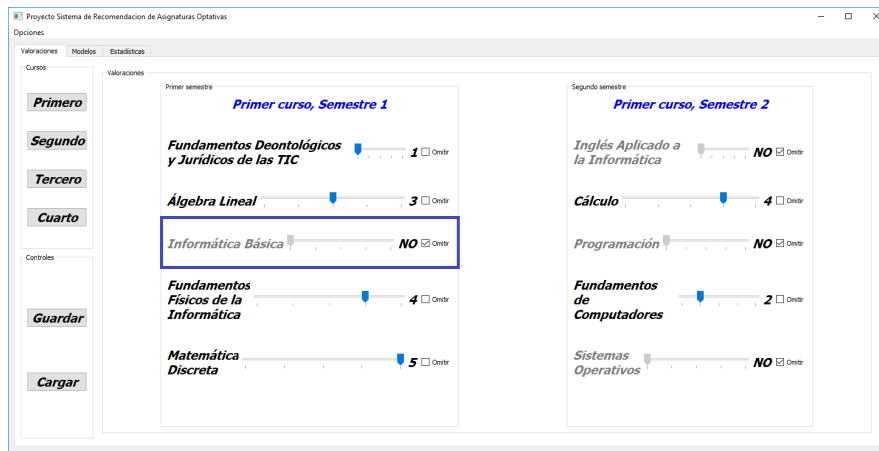 Proyecto Sistema de Recomendacion de Asignaturas Optativas
Opciones
Valoraciones Modelos Estadísticas
Cursos
Primero
Segundo
Tercero
Cuarto
Controles
Guardar
Cargar
Valoraciones
Primer semestre
Primer curso, Semestre 1
Fundamentos Deontológicos
y Jurídicos de las TIC 1 Omitir
Álgebra Lineal 3 Omitir
Informática Básica NO Omitir
Fundamentos
Físicos de la
Informática 4 Omitir
Matemática
Discreta 5 Omitir
Segundo semestre
Primer curso, Semestre 2
Inglés Aplicado a
la Informática NO Omitir
Cálculo 4 Omitir
Programación NO Omitir
Fundamentos
de
Computadores 2 Omitir
Sistemas
Operativos NO Omitir